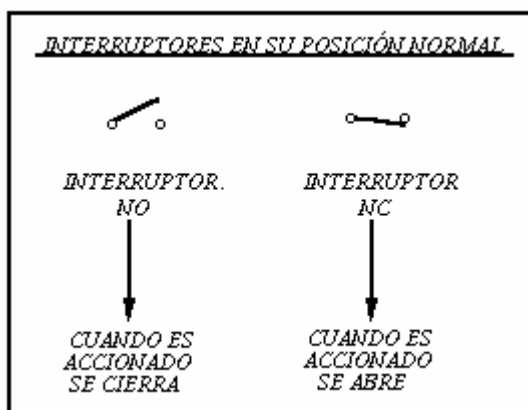 INTERRUPTORES EN SU POSICIÓN NORMAL
INTERRUPTOR.
NO
INTERRUPTOR
NC
CUANDO ES
ACCIONADO
SE CIERRA
CUANDO ES
ACCIONADO
SE ABRE